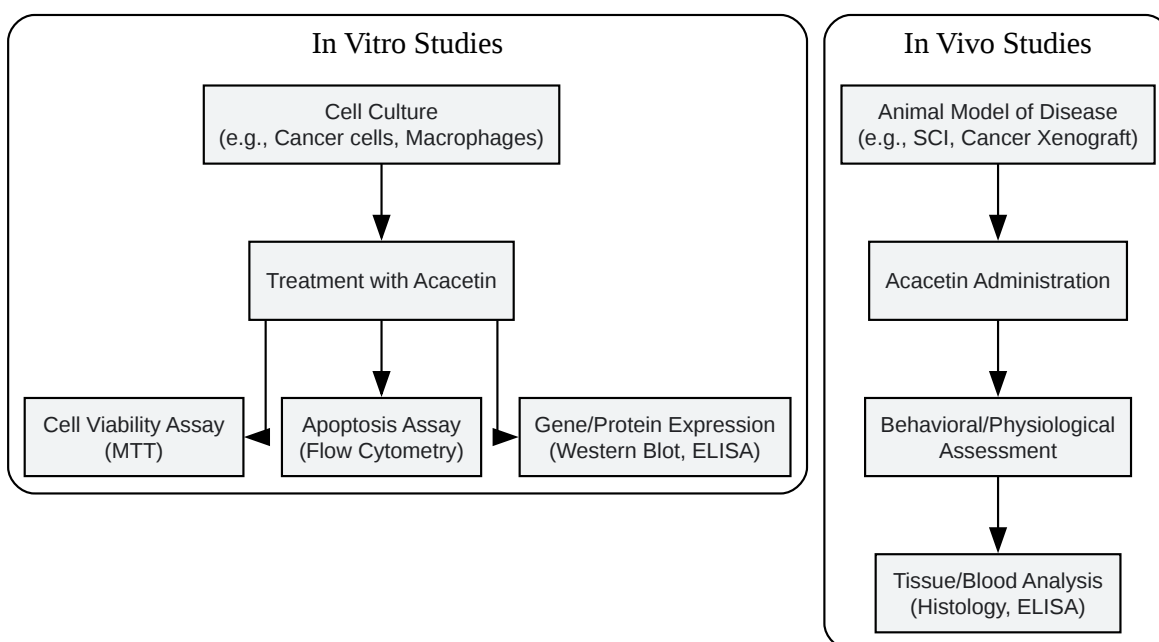 In Vitro Studies
Cell Culture
(e.g., Cancer cells, Macrophages)
Treatment with Acacetin
Cell Viability Assay
(MTT)
Apoptosis Assay
(Flow Cytometry)
Gene/Protein Expression
(Western Blot, ELISA)
In Vivo Studies
Animal Model of Disease
(e.g., SCI, Cancer Xenograft)
Acacetin Administration
Behavioral/Physiological
Assessment
Tissue/Blood Analysis
(Histology, ELISA)